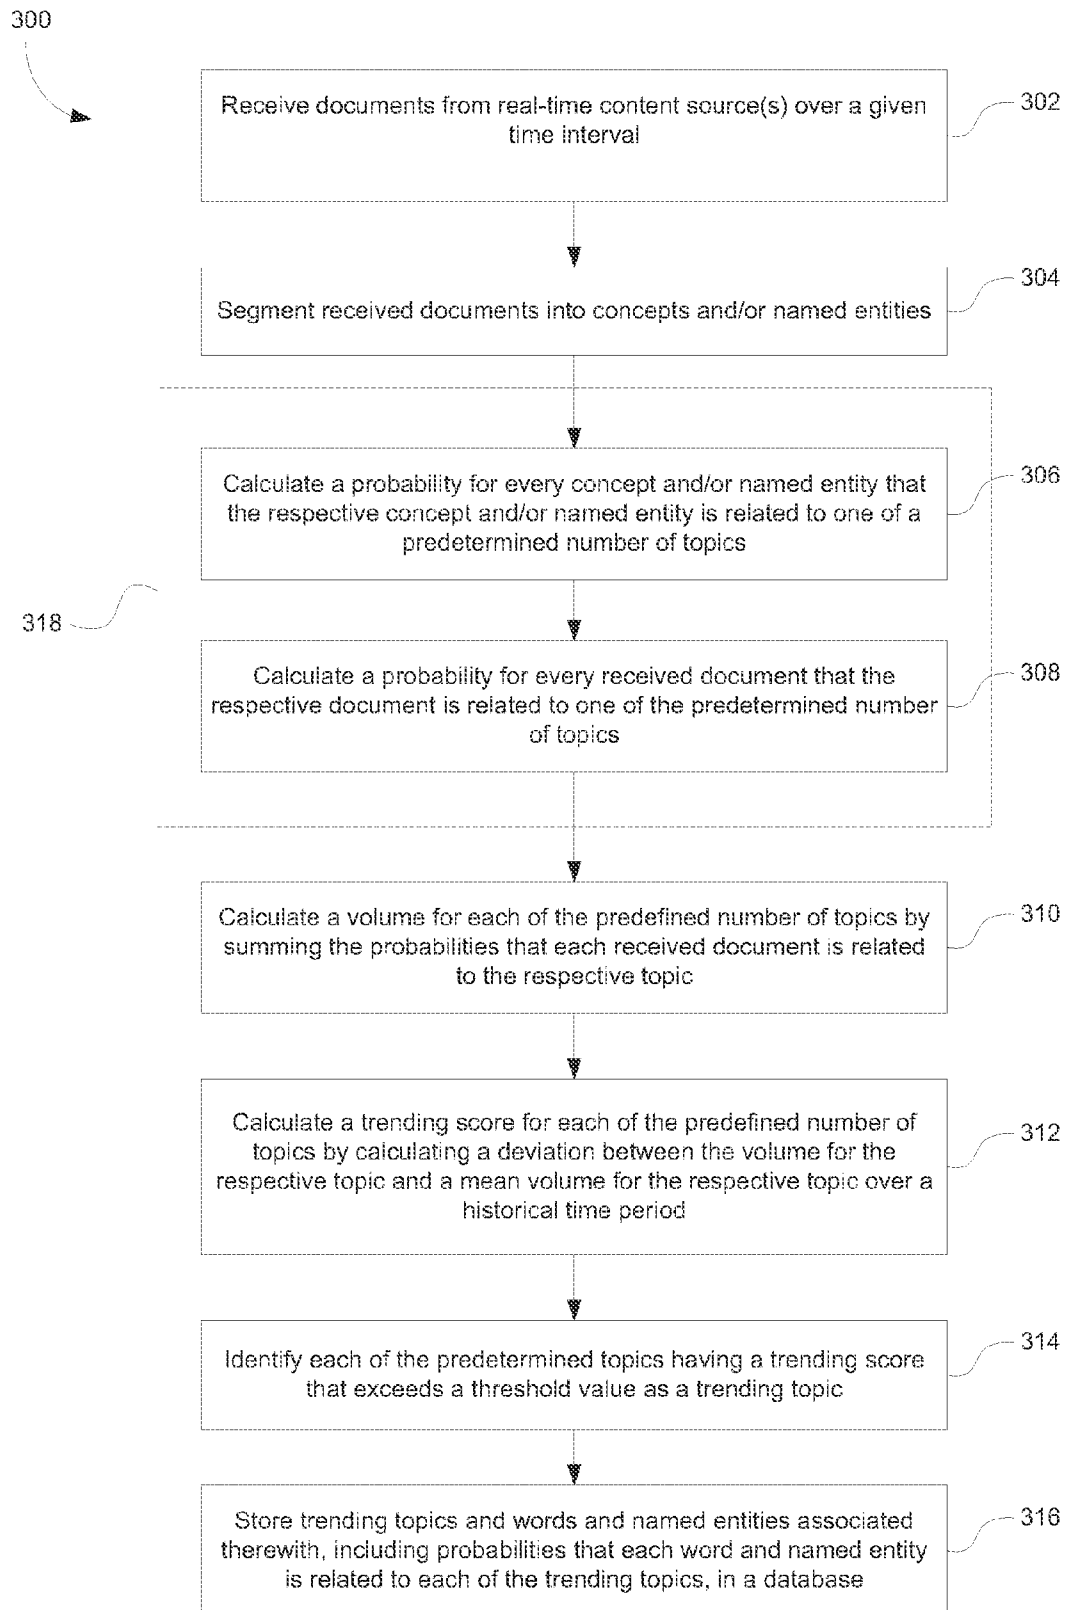 300
Receive documents from real-time content source(s) over a given
time interval
302
Segment received documents into concepts and/or named entities
304
Calculate a probability for every concept and/or named entity that
the respective concept and/or named entity is related to one of a
predetermined number of topics
306
318
Calculate a probability for every received document that the
respective document is related to one of the predetermined number
of topics
308
Calculate a volume for each of the predefined number of topics by
summing the probabilities that each received document is related
to the respective topic
310
Calculate a trending score for each of the predefined number of
topics by calculating a deviation between the volume for the
respective topic and a mean volume for the respective topic over a
historical time period
312
Identify each of the predetermined topics having a trending score
that exceeds a threshold value as a trending topic
314
Store trending topics and words and named entities associated
therewith, including probabilities that each word and named entity
is related to each of the trending topics, in a database
316